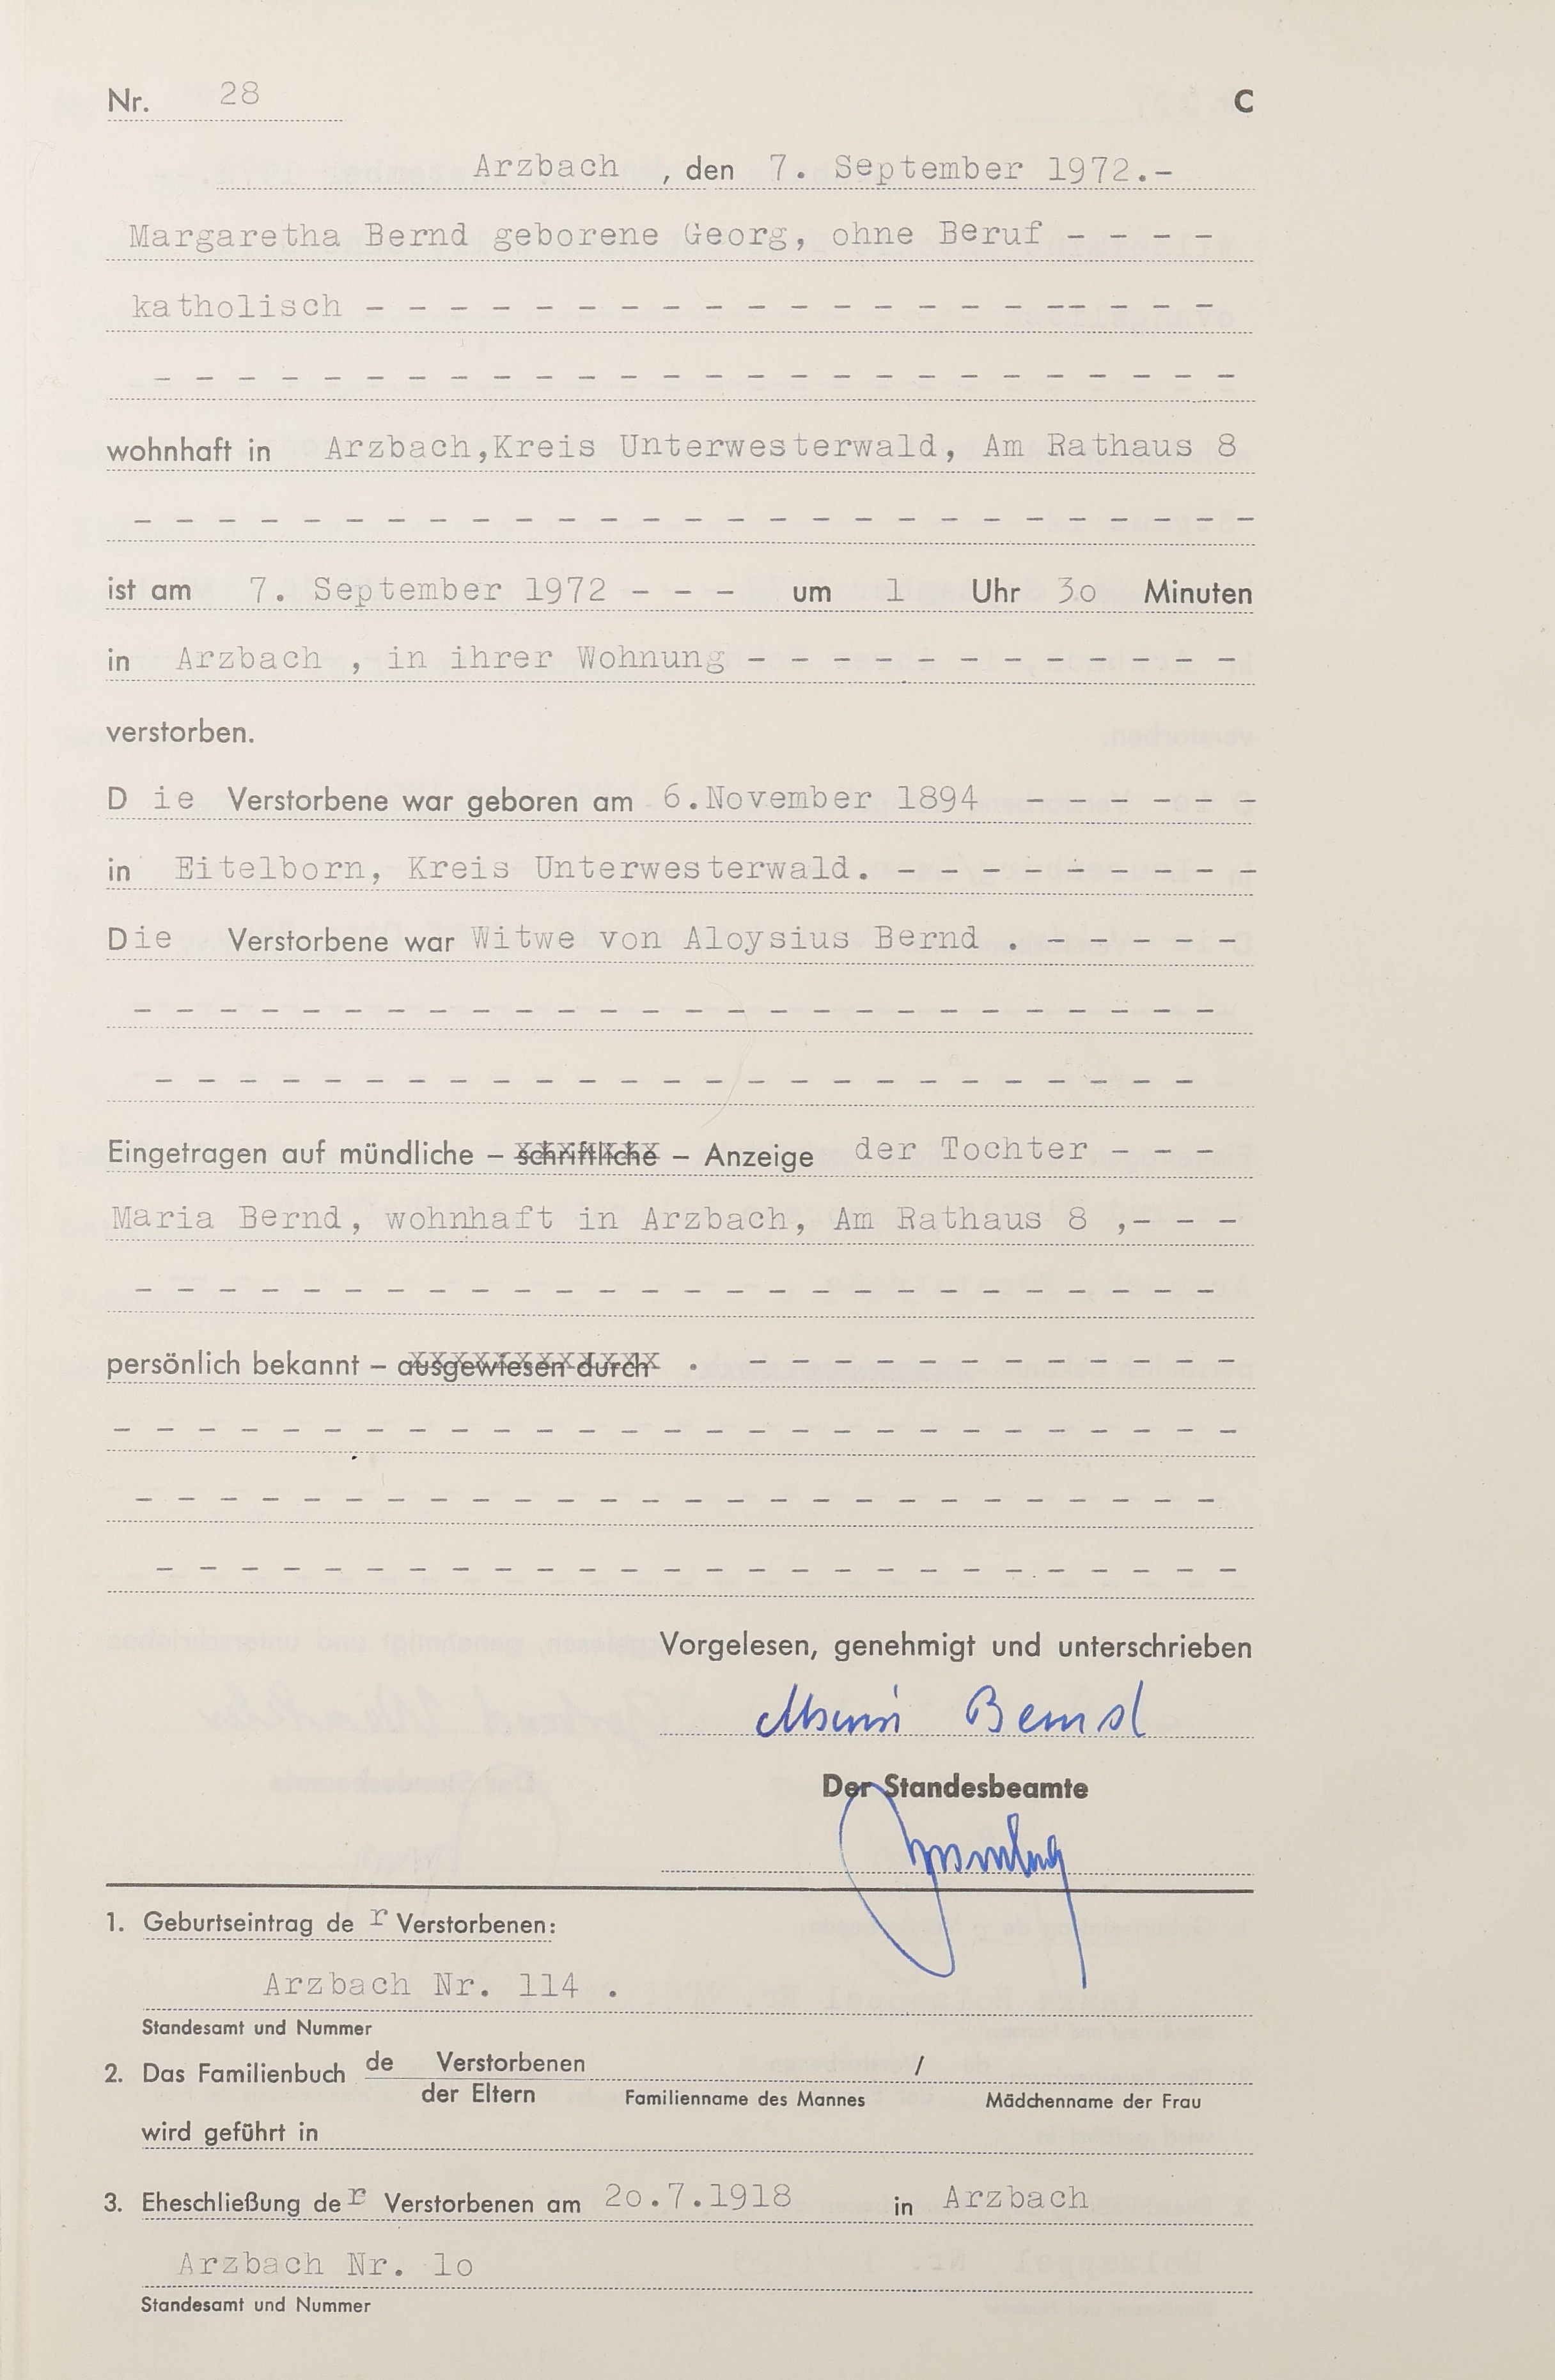 Nr. 28 C
Arzbach , den 7. September 1972.-
Margaretha Bernd geborene Georg, ohne Beruf - - - -
katholisch - - - - - - - - - - - - - - - - - - - - -
- - - - - - - - - - - - - - - - - - - - - - - - - -
wohnhaft in Arzbach,Kreis Unterwesterwald, Am Rathaus 8
- - - - - - - - - - - - - - - - - - - - - - - - - - -
ist am 7. September 1972 - - - um 1 Uhr 3o Minuten
in Arzbach , in ihrer Wohnung - - - - - - - - - - - -
verstorben.
D ie Verstorbene war geboren am 6.November 1894 - - - - - -
in Eitelborn, Kreis Unterwesterwald. - - - - - - - - -
Die Verstorbene war Witwe von Aloysius Bernd . - - - - -
- - - - - - - - - - - - - - - - - - - - - - - - - -
- - - - - - - - - - - - - - - - - - - - - - - - -
Eingetragen auf mündliche – schriftliche – Anzeige der Tochter - - -
Maria Bernd, wohnhaft in Arzbach, Am Rathaus 8 ,- - -
- - - - - - - - - - - - - - - - - - - - - - - - - -
persönlich bekannt – ausgewiesen durch . - - - - - - - - - - - -
- - - - - - - - - - - - - - - - - - - - - - - - - - -
- - - - - - - - - - - - - - - - - - - - - - - - - -
- - - - - - - - - - - - - - - - - - - - - - - - - -
Vorgelesen, genehmigt und unterschrieben
Maria Bernd
Der Standesbeamte
1. Geburtseintrag de r Verstorbenen:
Arzbach Nr. 114 .
Standesamt und Nummer
2. Das Familienbuch de Verstorbenen /
der Eltern Familienname des Mannes Mädchenname der Frau
wird geführt in
3. Eheschließung der Verstorbenen am 2o.7.1918 in Arzbach
Arzbach Nr. 1o
Standesamt und Nummer